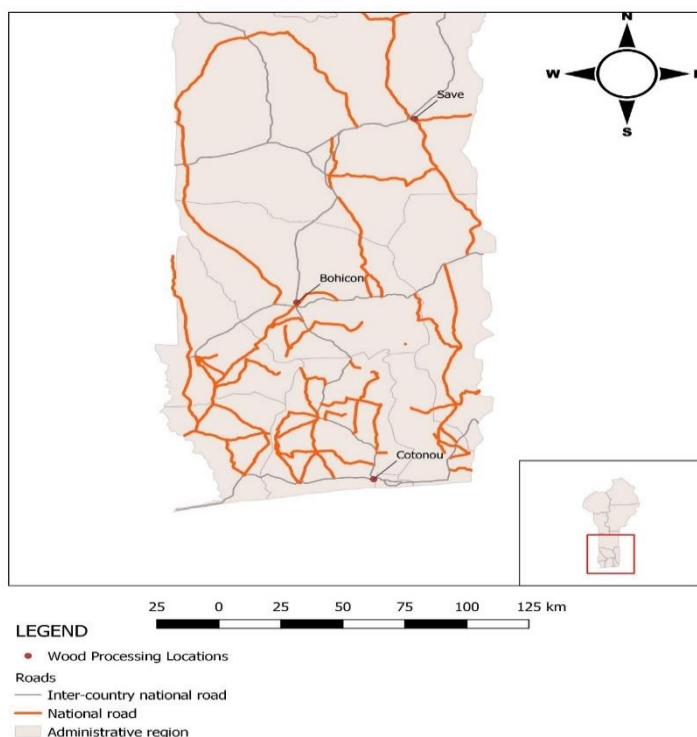 N
W
E
S
Save
Bohicon
Cotonou
25 0 25 50 75 100 125 km
LEGEND
Wood Processing Locations
Roads
Inter-country national road
National road
Administrative region